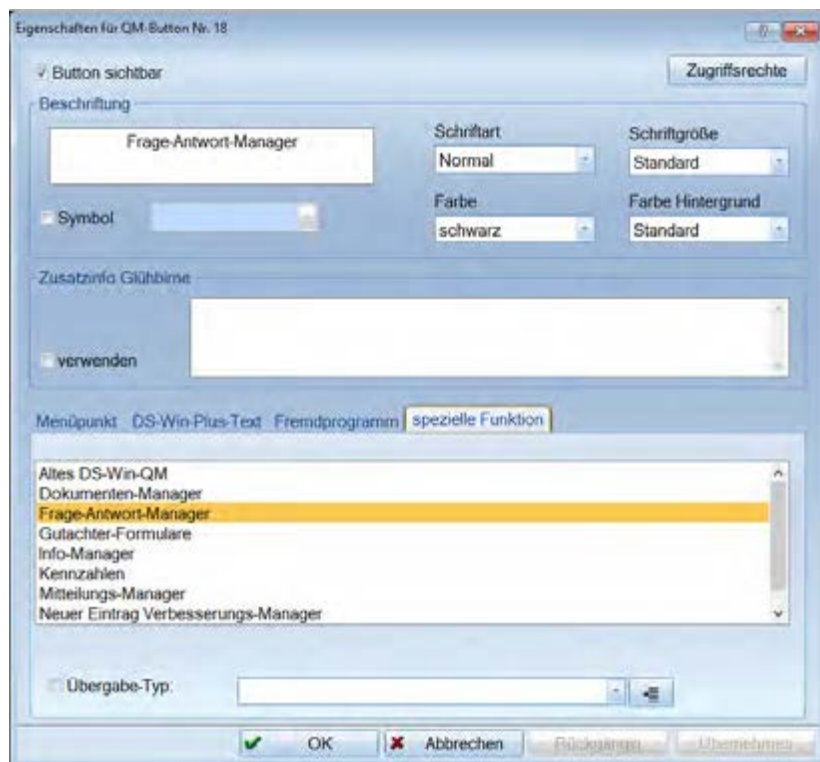 Eigenschaften für QM-Button Nr. 18
Button sichtbar
Zugriffsrechte
Beschriftung
Frage-Antwort-Manager
Schriftart
Schriftgröße
Normal
Standard
Symbol
Farbe
Farbe Hintergrund
schwarz
Standard
Zusatzinfo Glühbirne
verwenden
Menüpunkt DS-Win-Plus-Text Fremdprogramm spezielle Funktion
Altes DS-Win-QM
Dokumenten-Manager
Frage-Antwort-Manager
Gutachter-Formulare
Info-Manager
Kennzahlen
Mitteilungs-Manager
Neuer Eintrag Verbesserungs-Manager
Übergabe-Typ:
OK Abbrechen Rückgängig Übernehmen